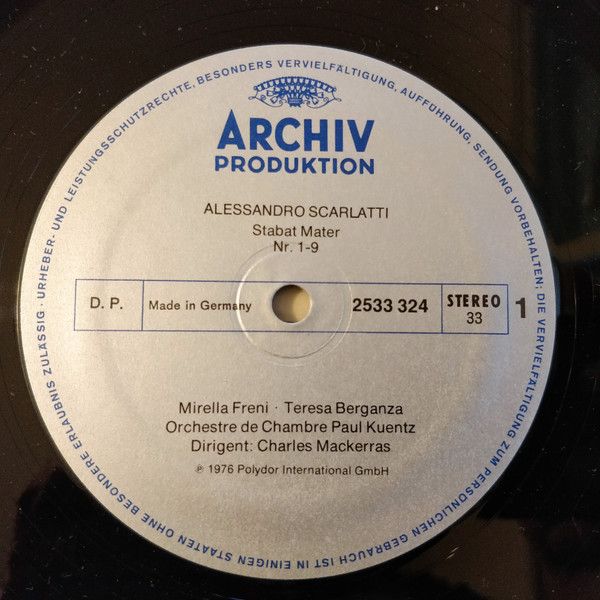 URHEBER- UND LEISTUNGSSCHUTZRECHTE, BESONDERS VERVIELFÄLTIGUNG, AUFFÜHRUNG, SENDUNG VORBEHALTEN; DIE VERVIELFÄLTIGUNG ZUM PERSÖNLICHEN GEBRAUCH IST IN EINIGEN STAATEN OHNE BESONDERE ERLAUBNIS ZULÄSSIG ·
ARCHIV
PRODUKTION
ALESSANDRO SCARLATTI
Stabat Mater
Nr. 1-9
D. P. Made in Germany 2533 324 STEREO 33 1
Mirella Freni · Teresa Berganza
Orchestre de Chambre Paul Kuentz
Dirigent: Charles Mackerras
℗ 1976 Polydor International GmbH